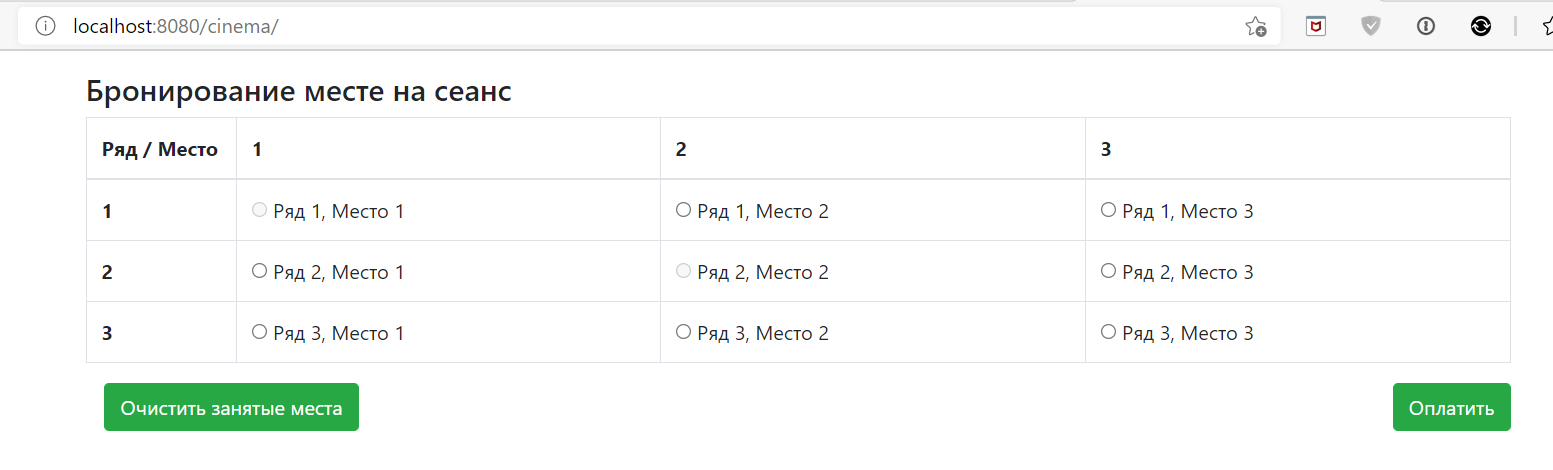 localhost:8080/cinema/
Бронирование месте на сеанс
Ряд / Место 1 2 3
1 Ряд 1, Место 1 Ряд 1, Место 2 Ряд 1, Место 3
2 Ряд 2, Место 1 Ряд 2, Место 2 Ряд 2, Место 3
3 Ряд 3, Место 1 Ряд 3, Место 2 Ряд 3, Место 3
Очистить занятые места Оплатить